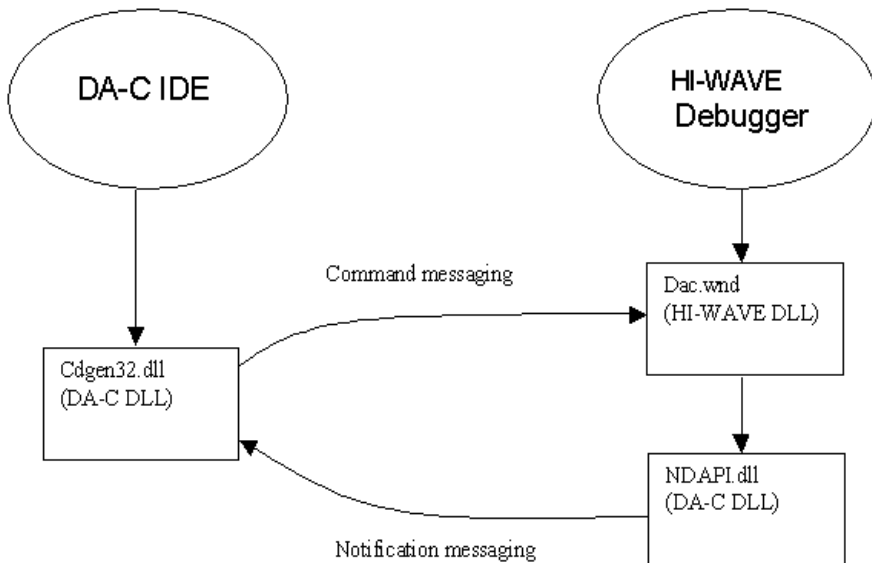 DA-C IDE
HI-WAVE
Debugger
Command messaging
Dac.wnd
(HI-WAVE DLL)
Cdgen32.dll
(DA-C DLL)
NDAPI.dll
(DA-C DLL)
Notification messaging